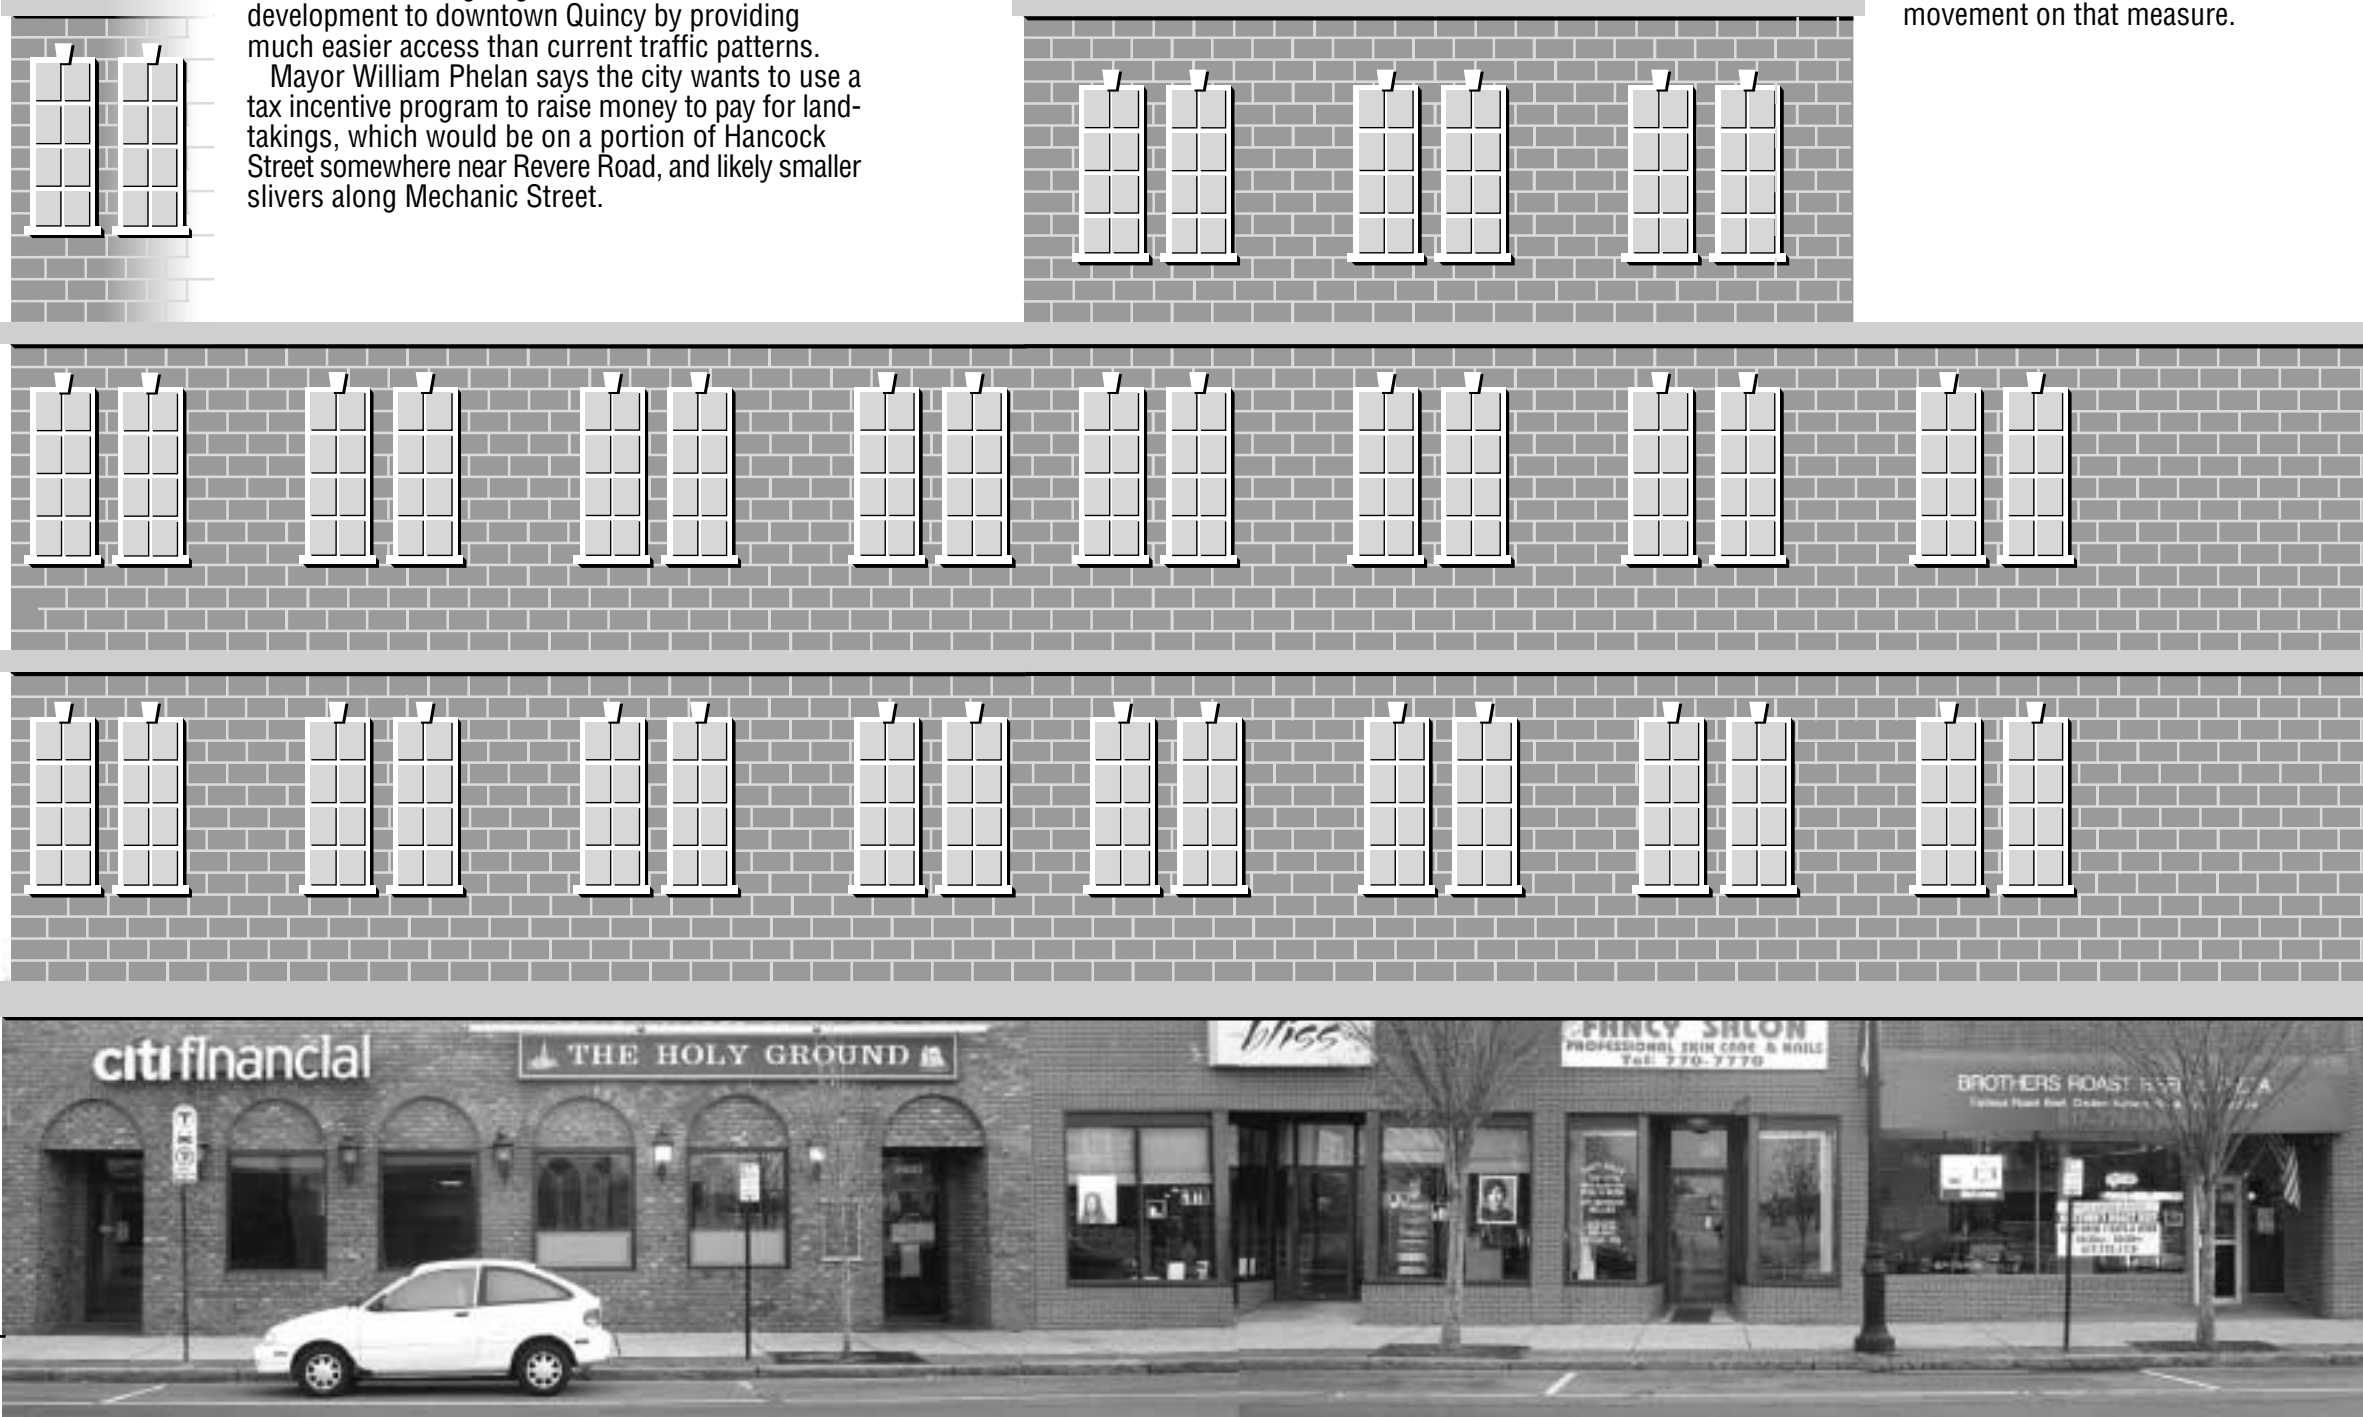 development to downtown Quincy by providing
much easier access than current traffic patterns.
Mayor William Phelan says the city wants to use a
tax incentive program to raise money to pay for land-
takings, which would be on a portion of Hancock
Street somewhere near Revere Road, and likely smaller
slivers along Mechanic Street.
movement on that measure.
citifinancial
THE HOLY GROUND
bliss
FANCY SALON
PROFESSIONAL SKIN CARE & NAILS
Tel: 770-7770
BROTHERS ROAST
T